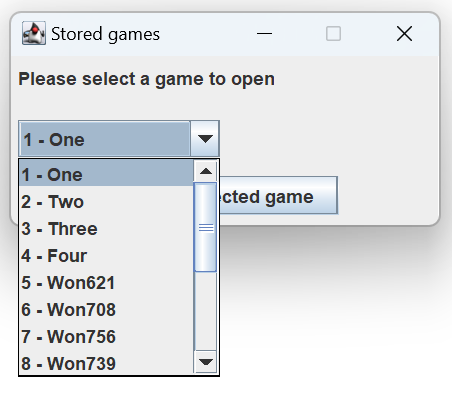 Stored games
Please select a game to open
1 - One
1 - One
2 - Two
3 - Three
4 - Four
ected game
5 - Won621
6 - Won708
7 - Won756
8 - Won739